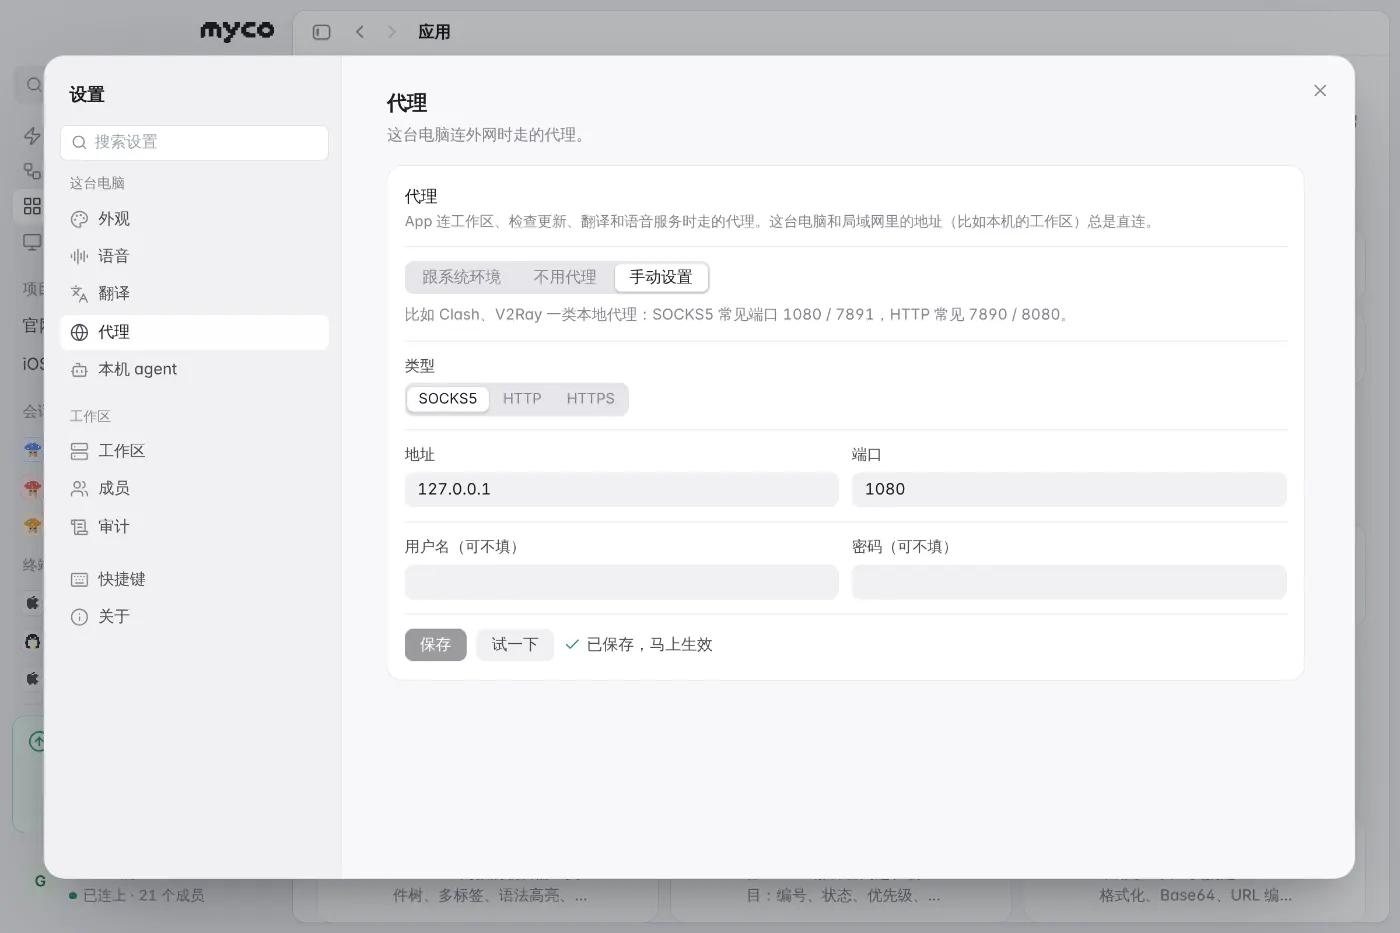 myco
应用
设置
搜索设置
这台电脑
外观
语音
翻译
代理
本机 agent
工作区
工作区
成员
审计
快捷键
关于
代理
这台电脑连外网时走的代理。
代理
App 连工作区、检查更新、翻译和语音服务时走的代理。这台电脑和局域网里的地址（比如本机的工作区）总是直连。
跟系统环境 不用代理 手动设置
比如 Clash、V2Ray 一类本地代理：SOCKS5 常见端口 1080 / 7891，HTTP 常见 7890 / 8080。
类型
SOCKS5 HTTP HTTPS
地址 端口
127.0.0.1 1080
用户名（可不填） 密码（可不填）
保存 试一下 已保存，马上生效
iOS
G
已连上 · 21 个成员
件树、多标签、语法高亮、...
目：编号、状态、优先级、...
格式化、Base64、URL 编...